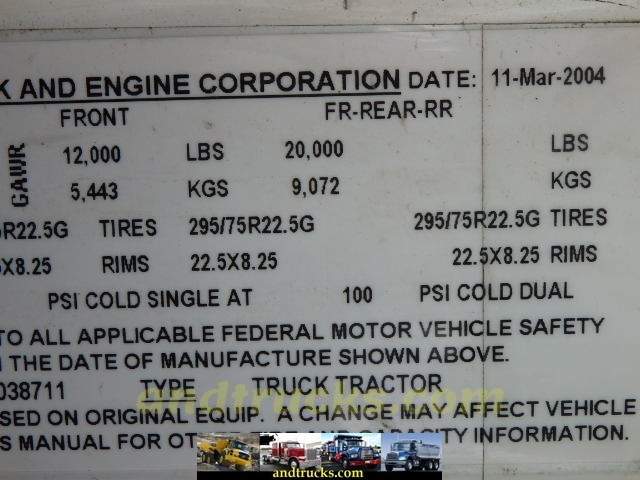 K AND ENGINE CORPORATION DATE: 11-Mar-2004
FRONT FR-REAR-RR
GAWR 12,000 LBS 20,000 LBS
5,443 KGS 9,072 KGS
R22.5G TIRES 295/75R22.5G 295/75R22.5G TIRES
X8.25 RIMS 22.5X8.25 22.5X8.25 RIMS
PSI COLD SINGLE AT 100 PSI COLD DUAL
TO ALL APPLICABLE FEDERAL MOTOR VEHICLE SAFETY
THE DATE OF MANUFACTURE SHOWN ABOVE.
038711 TYPE TRUCK TRACTOR
andtrucks.com
SED ON ORIGINAL EQUIP. A CHANGE MAY AFFECT VEHICLE
S MANUAL FOR OT AND CAPACITY INFORMATION.
andtrucks.com